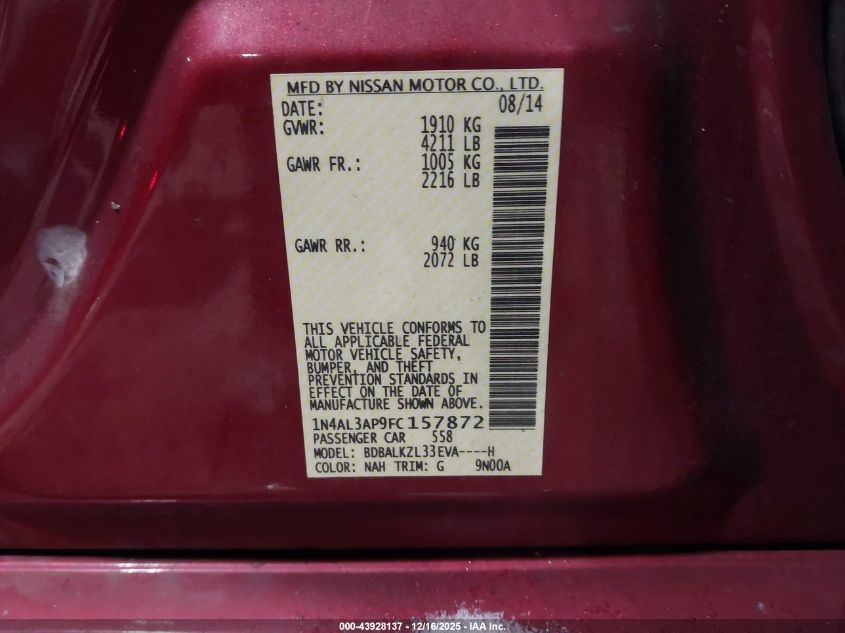 MFD BY NISSAN MOTOR CO., LTD.
DATE: 08/14
GVWR: 1910 KG
4211 LB
GAWR FR.: 1005 KG
2216 LB
GAWR RR.: 940 KG
2072 LB
THIS VEHICLE CONFORMS TO
ALL APPLICABLE FEDERAL
MOTOR VEHICLE SAFETY,
BUMPER, AND THEFT
PREVENTION STANDARDS IN
EFFECT ON THE DATE OF
MANUFACTURE SHOWN ABOVE.
1N4AL3AP9FC157872
PASSENGER CAR 558
MODEL: BDBALKZL33EVA----H
COLOR: NAH TRIM: G 9N00A
000-43928137 - 12/16/2025 - IAA Inc.